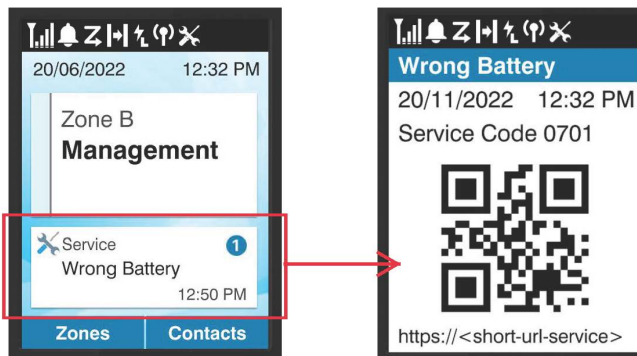 20/06/2022 12:32 PM
Zone B
Management
Service 1
Wrong Battery
12:50 PM
Zones Contacts
Wrong Battery
20/11/2022 12:32 PM
Service Code 0701
https://<short-url-service>